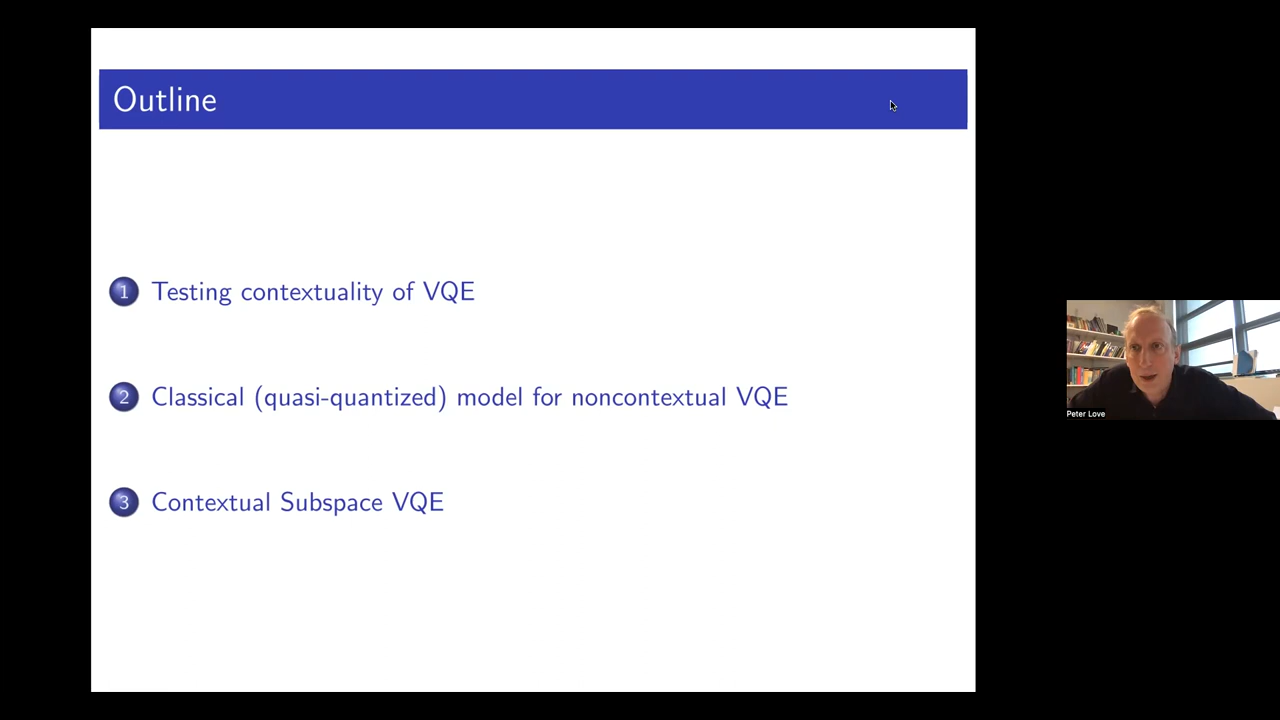 Outline
1 Testing contextuality of VQE
2 Classical (quasi-quantized) model for noncontextual VQE
3 Contextual Subspace VQE
Peter Love